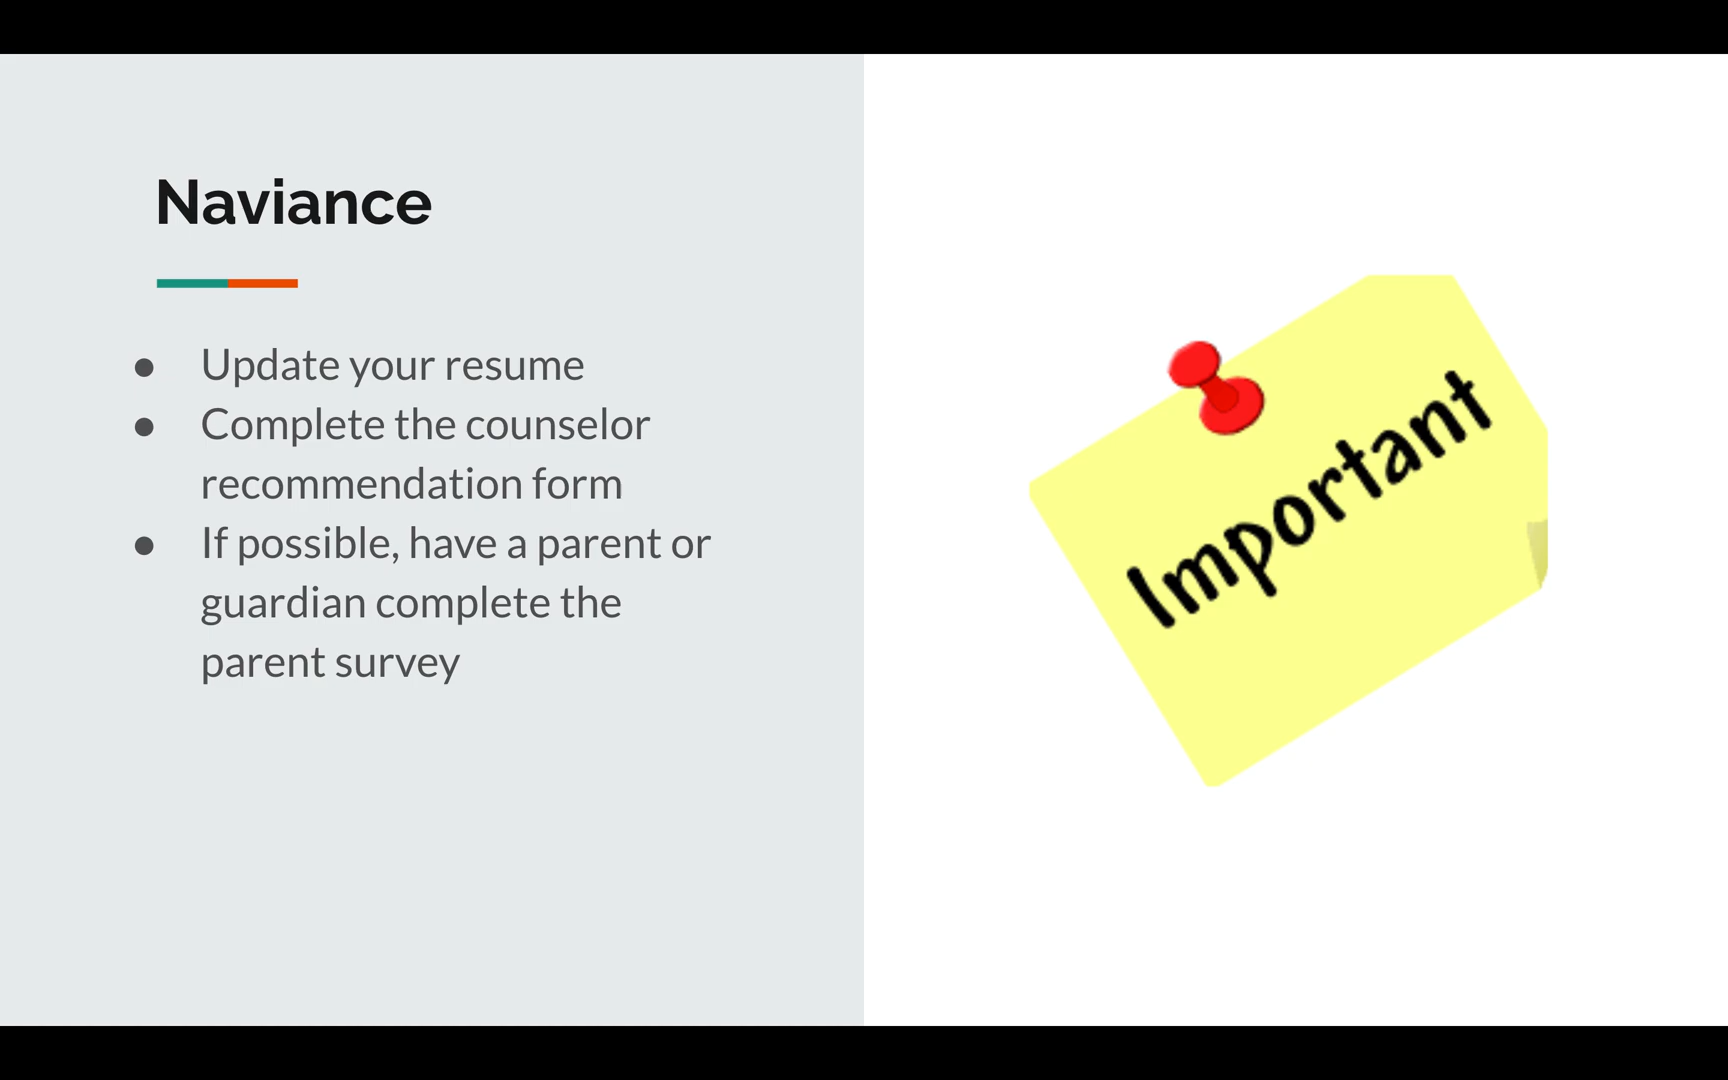 Naviance
● Update your resume
● Complete the counselor
recommendation form
● If possible, have a parent or
guardian complete the
parent survey
Important